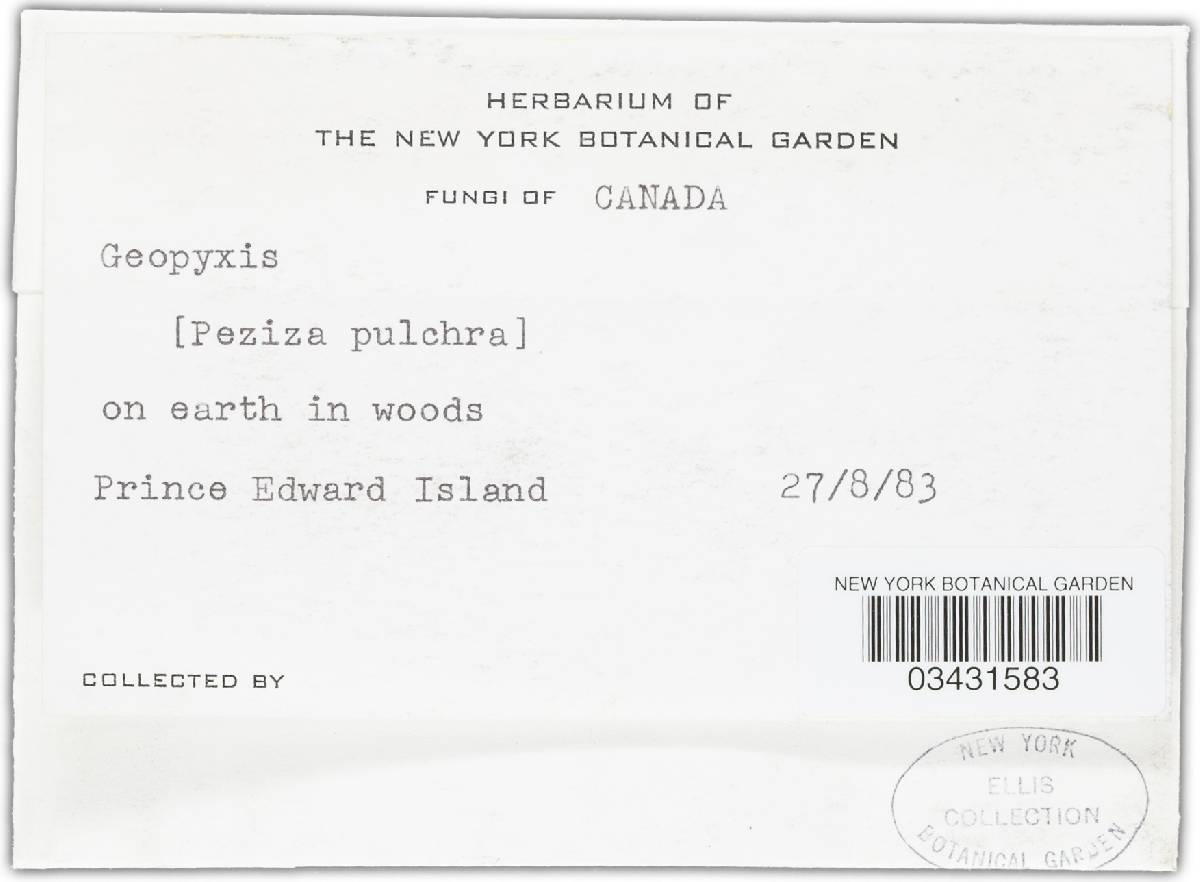 HERBARIUM OF
THE NEW YORK BOTANICAL GARDEN
FUNGI OF CANADA
Geopyxis
[Peziza pulchra]
on earth in woods
Prince Edward Island 27/8/83
NEW YORK BOTANICAL GARDEN
03431583
COLLECTED BY
NEW YORK
ELLIS
COLLECTION
BOTANICAL GARDEN